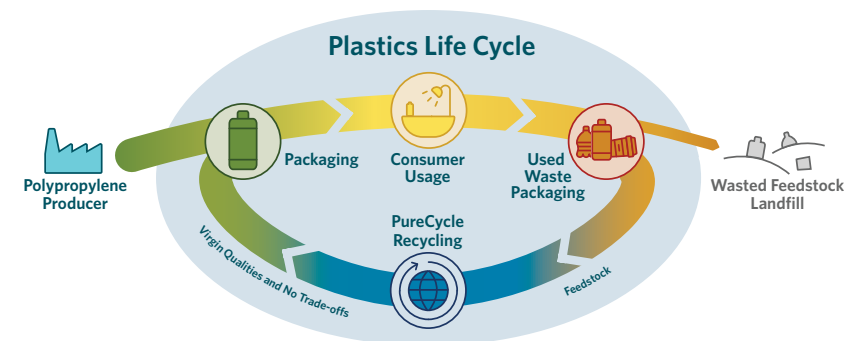 Plastics Life Cycle
Polypropylene
Producer
Packaging
Consumer
Usage
Used
Waste
Packaging
Wasted Feedstock
Landfill
PureCycle
Recycling
Virgin Qualities and No Trade-offs
Feedstock